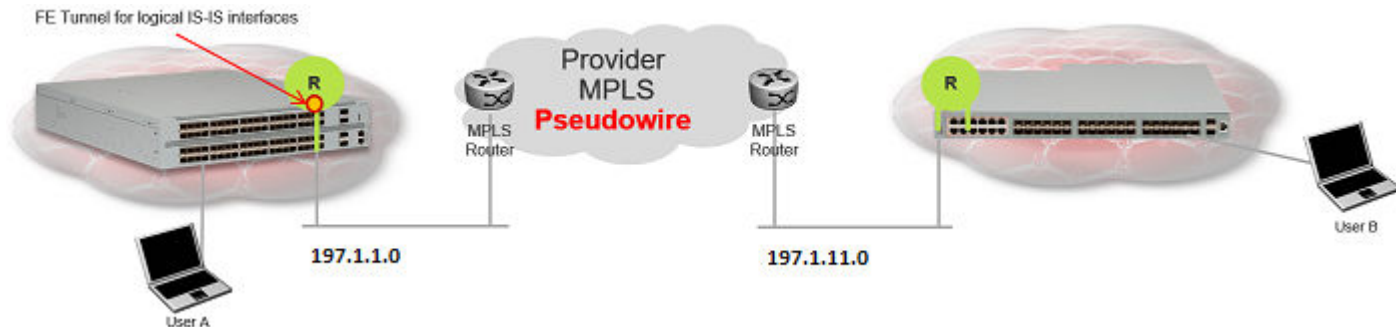 FE Tunnel for logical IS-IS interfaces
R
Provider
MPLS
Pseudowire
R
MPLS
Router
MPLS
Router
User B
197.1.1.0
197.1.11.0
User A